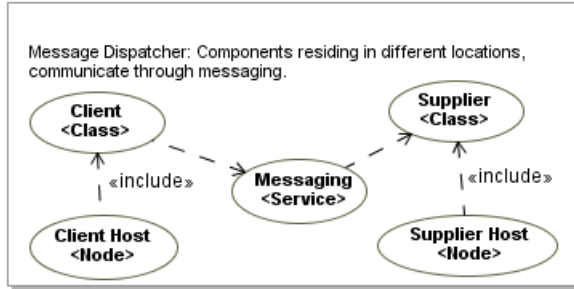 Message Dispatcher: Components residing in different locations,
communicate through messaging.
Client
<Class>
Supplier
<Class>
«include»
Messaging
<Service>
«include»
Client Host
<Node>
Supplier Host
<Node>